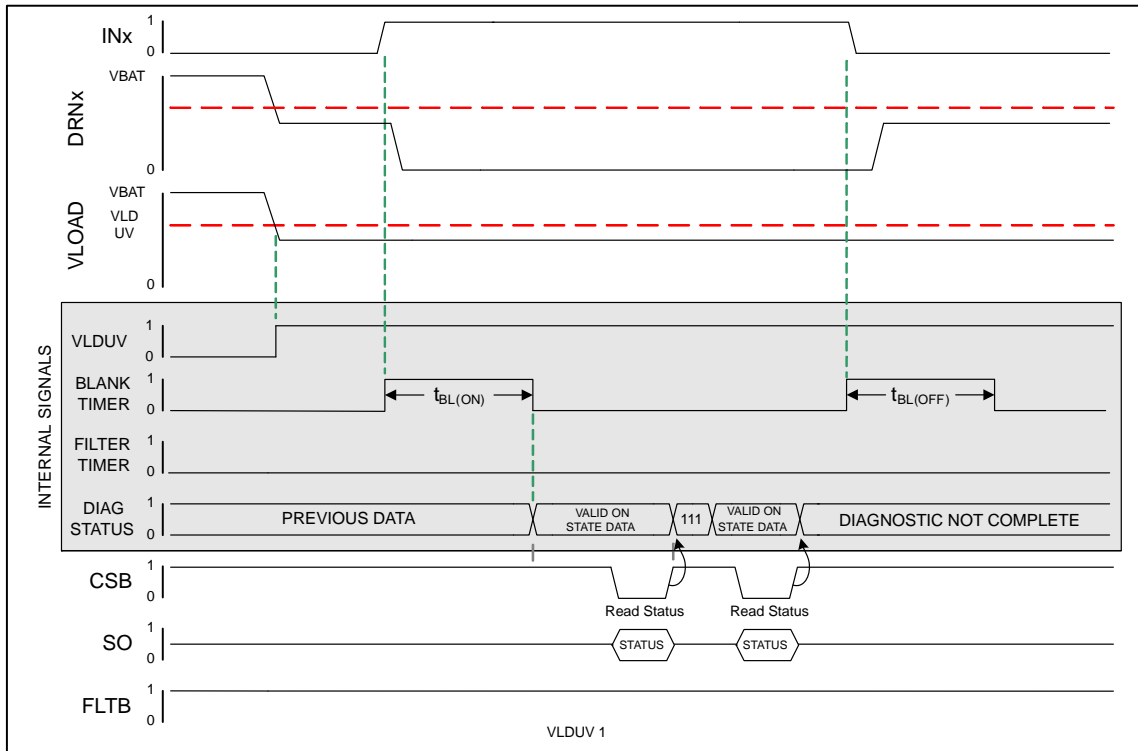 INx
1
0
DRNx
VBAT
0
VLOAD
VBAT
VLD
UV
0
INTERNAL SIGNALS
VLDUV
1
0
BLANK
TIMER
1
0
tBL(ON)
tBL(OFF)
FILTER
TIMER
1
0
DIAG
STATUS
1
0
PREVIOUS DATA
VALID ON
STATE DATA
111
VALID ON
STATE DATA
DIAGNOSTIC NOT COMPLETE
CSB
1
0
Read Status
Read Status
SO
1
0
STATUS
STATUS
FLTB
1
0
VLDUV 1